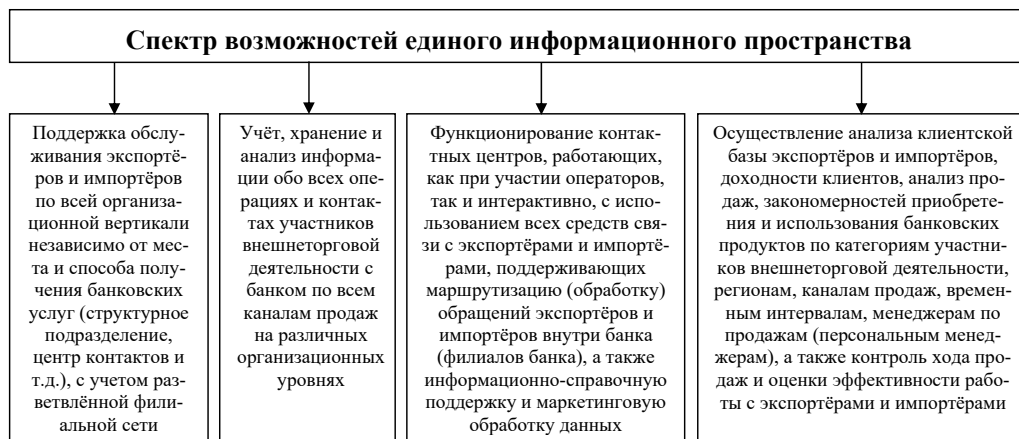 Спектр возможностей единого информационного пространства
Поддержка обслу-
живания экспортё-
ров и импортёров
по всей организа-
ционной вертикали
независимо от мес-
та и способа полу-
чения банковских
услуг (структурное
подразделение,
центр контактов и
т.д.), с учетом раз-
ветвлённой фили-
альной сети
Учёт, хранение и
анализ информа-
ции обо всех опе-
рациях и контак-
тах участников
внешнеторговой
деятельности с
банком по всем
каналам продаж
на различных
организационных
уровнях
Функционирование контак-
тных центров, работающих,
как при участии операторов,
так и интерактивно, с исполь-
зованием всех средств свя-
зи с экспортёрами и импортё-
рами, поддерживающих
маршрутизацию (обработку)
обращений экспортёров и
импортёров внутри банка
(филиалов банка), а также
информационно-справочную
поддержку и маркетинговую
обработку данных
Осуществление анализа клиентской
базы экспортёров и импортёров,
доходности клиентов, анализ про-
даж, закономерностей приобрете-
ния и использования банковских
продуктов по категориям участни-
ков внешнеторговой деятельности,
регионам, каналам продаж, времен-
ным интервалам, менеджерам по
продажам (персональным менед-
жерам), а также контроль хода про-
даж и оценки эффективности рабо-
ты с экспортёрами и импортёрами